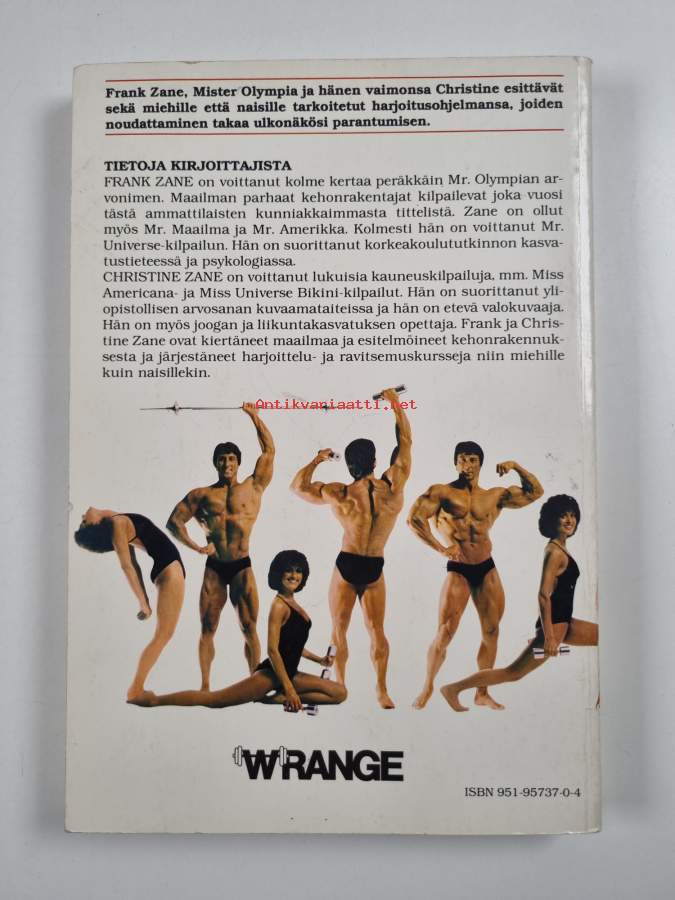 Frank Zane, Mister Olympia ja hänen vaimonsa Christine esittävät
sekä miehille että naisille tarkoitetut harjoitusohjelmansa, joiden
noudattaminen takaa ulkonäkösi parantumisen.
TIETOJA KIRJOITTAJISTA
FRANK ZANE on voittanut kolme kertaa peräkkäin Mr. Olympian ar-
vonimen. Maailman parhaat kehonrakentajat kilpailevat joka vuosi
tästä ammattilaisten kunniakkaimmasta tittelistä. Zane on ollut
myös Mr. Maailma ja Mr. Amerikka. Kolmesti hän on voittanut Mr.
Universe-kilpailun. Hän on suorittanut korkeakoulututkinnon kasva-
tustieteessä ja psykologiassa.
CHRISTINE ZANE on voittanut lukuisia kauneuskilpailuja, mm. Miss
Americana- ja Miss Universe Bikini-kilpailut. Hän on suorittanut yli-
opistollisen arvosanan kuvaamataiteissa ja hän on etevä valokuvaaja.
Hän on myös joogan ja liikuntakasvatuksen opettaja. Frank ja Chris-
tine Zane ovat kiertäneet maailmaa ja esitelmöineet kehonrakennuk-
sesta ja järjestäneet harjoittelu- ja ravitsemuskursseja niin miehille
kuin naisillekin.
Antikvariaatti.net
WRANGE
ISBN 951-95737-0-4